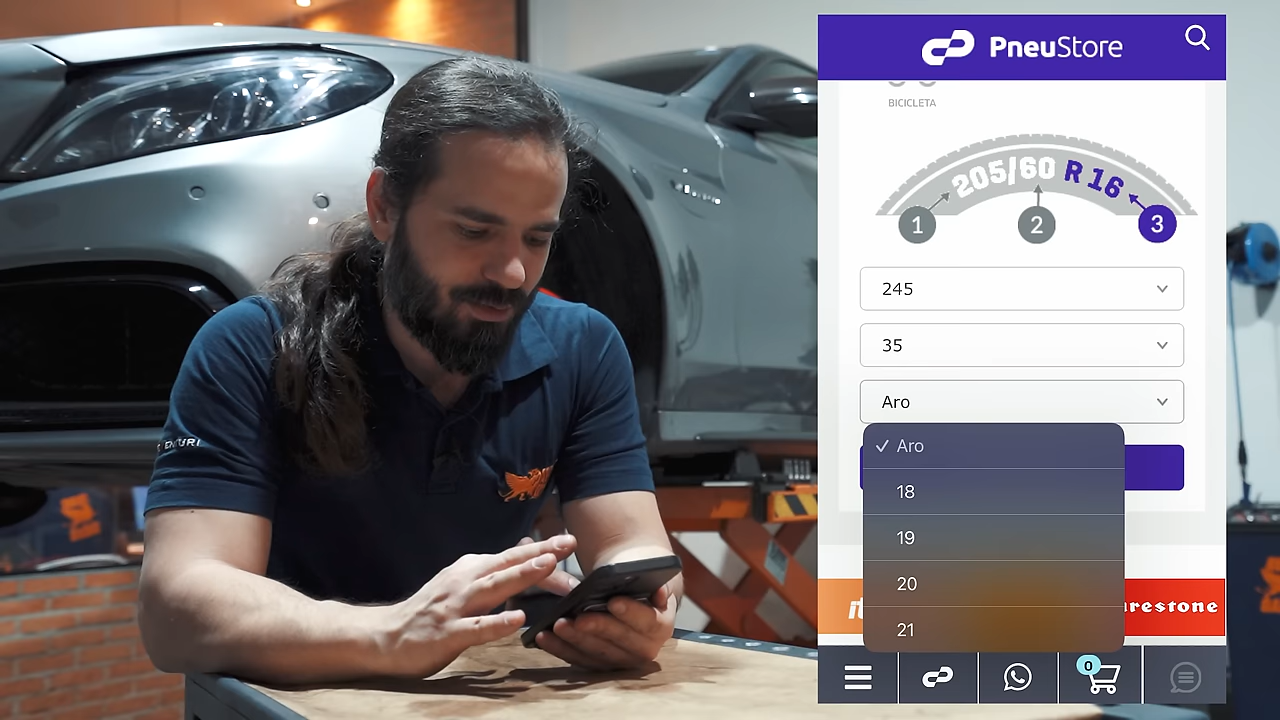 PneuStore
BICICLETA
205/60 R 16
1
2
3
245
35
Aro
Aro
18
19
20
21
restone
0